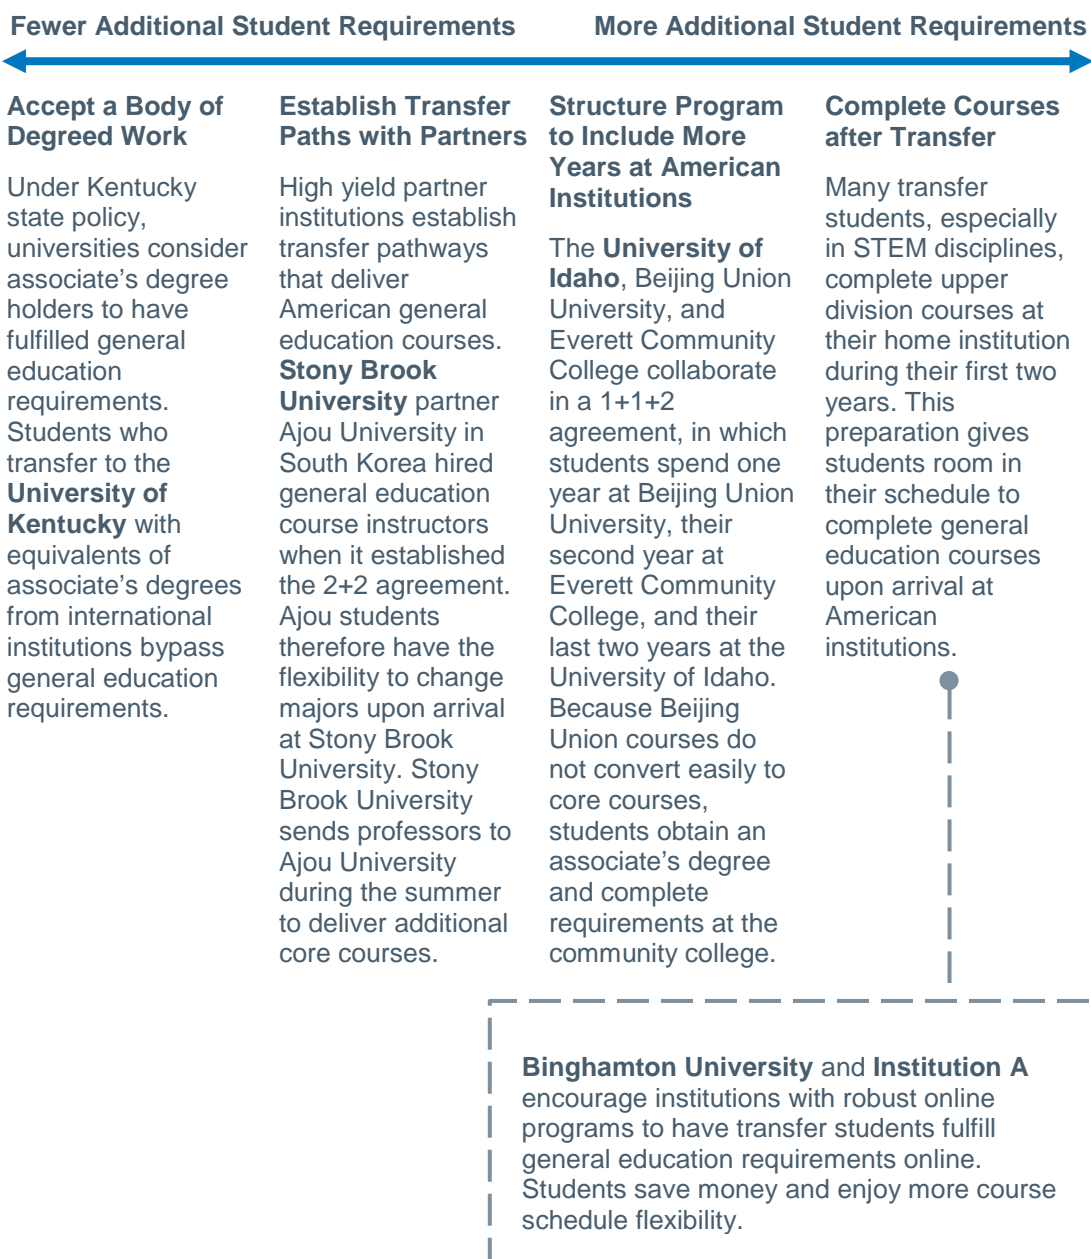 Fewer Additional Student Requirements
More Additional Student Requirements
Accept a Body of
Degreed Work
Under Kentucky
state policy,
universities consider
associate's degree
holders to have
fulfilled general
education
requirements.
Students who
transfer to the
University of
Kentucky with
equivalents of
associate's degrees
from international
institutions bypass
general education
requirements.
Establish Transfer
Paths with Partners
High yield partner
institutions establish
transfer pathways
that deliver
American general
education courses.
Stony Brook
University partner
Ajou University in
South Korea hired
general education
course instructors
when it established
the 2+2 agreement.
Ajou students
therefore have the
flexibility to change
majors upon arrival
at Stony Brook
University. Stony
Brook University
sends professors to
Ajou University
during the summer
to deliver additional
core courses.
Structure Program
to Include More
Years at American
Institutions
The University of
Idaho, Beijing Union
University, and
Everett Community
College collaborate
in a 1+1+2
agreement, in which
students spend one
year at Beijing Union
University, their
second year at
Everett Community
College, and their
last two years at the
University of Idaho.
Because Beijing
Union courses do
not convert easily to
core courses,
students obtain an
associate's degree
and complete
requirements at the
community college.
Complete Courses
after Transfer
Many transfer
students, especially
in STEM disciplines,
complete upper
division courses at
their home institution
during their first two
years. This
preparation gives
students room in
their schedule to
complete general
education courses
upon arrival at
American
institutions.
Binghamton University and Institution A
encourage institutions with robust online
programs to have transfer students fulfill
general education requirements online.
Students save money and enjoy more course
schedule flexibility.